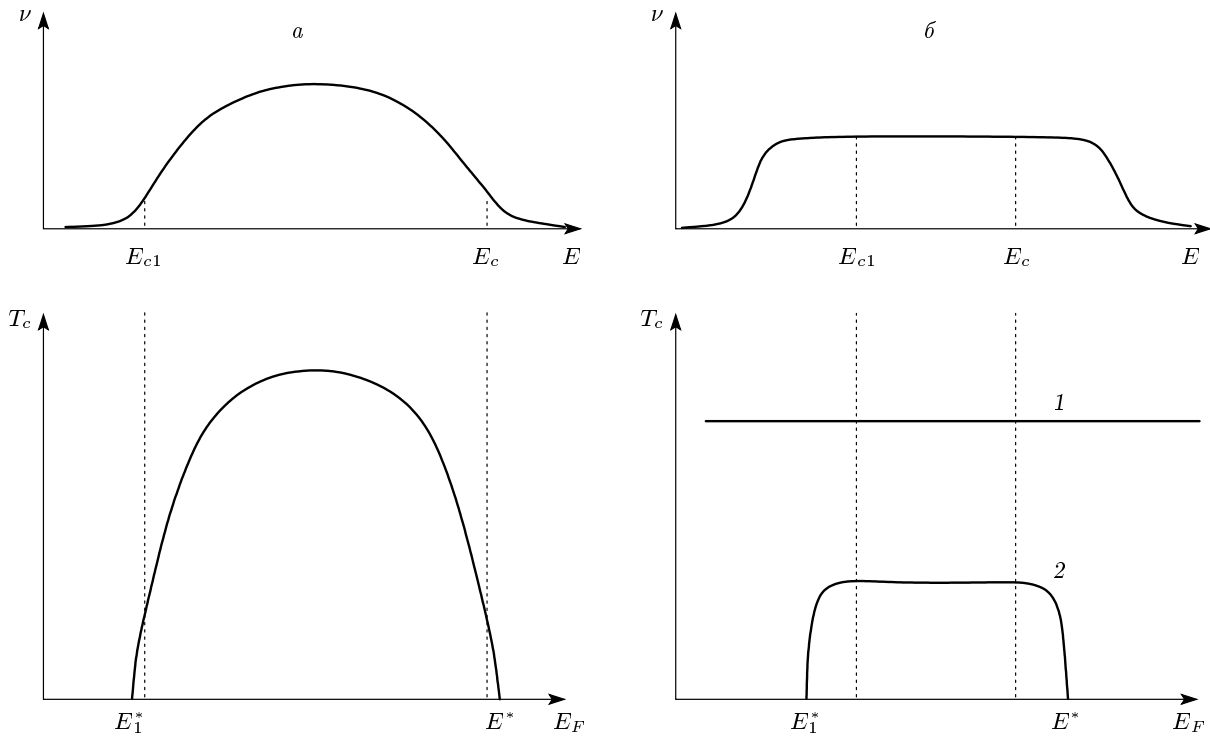 ν
а
E_{c1}
E_c
E
ν
б
E_{c1}
E_c
E
T_c
E_1^*
E^*
E_F
T_c
1
2
E_1^*
E^*
E_F